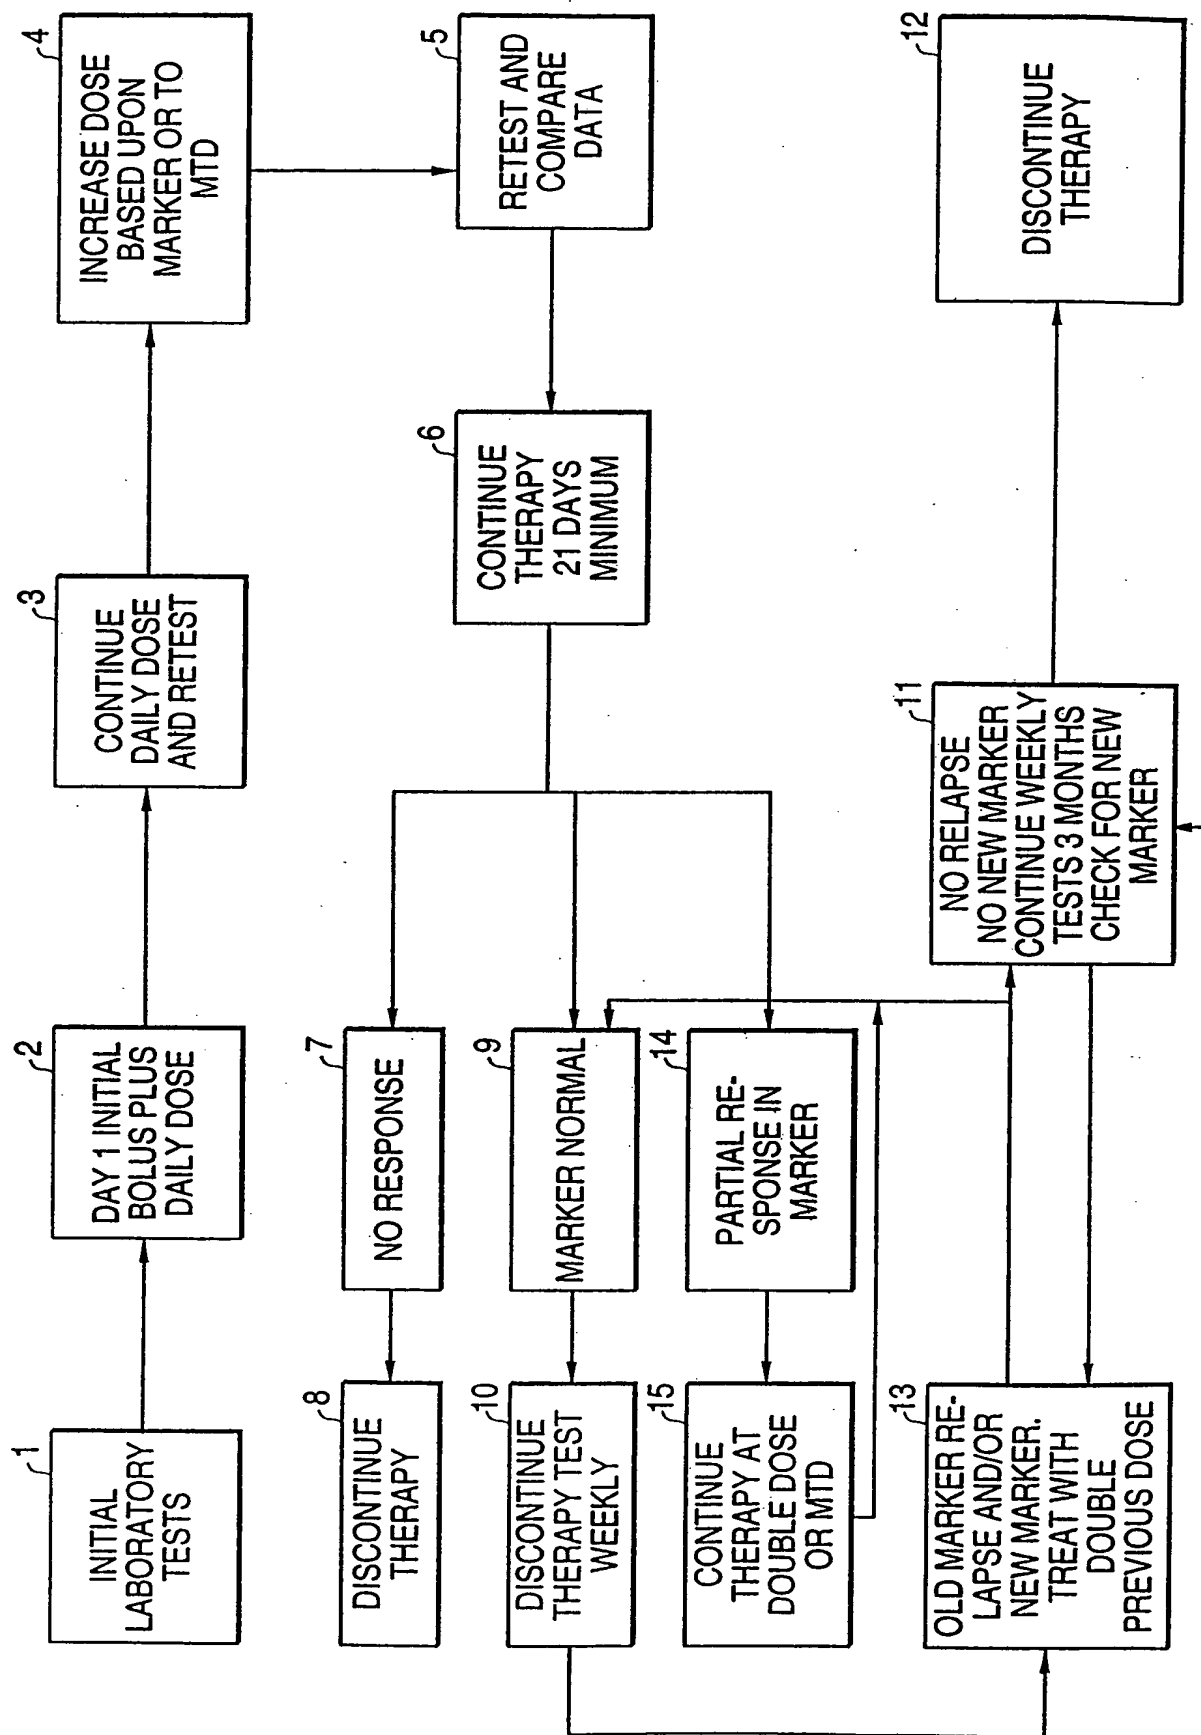 1
INITIAL
LABORATORY
TESTS
2
DAY 1 INITIAL
BOLUS PLUS
DAILY DOSE
3
CONTINUE
DAILY DOSE
AND RETEST
4
INCREASE DOSE
BASED UPON
MARKER OR TO
MTD
5
RETEST AND
COMPARE
DATA
6
CONTINUE
THERAPY
21 DAYS
MINIMUM
7
NO RESPONSE
8
DISCONTINUE
THERAPY
9
MARKER NORMAL
10
DISCONTINUE
THERAPY TEST
WEEKLY
14
PARTIAL RE-
SPONSE IN
MARKER
15
CONTINUE
THERAPY AT
DOUBLE DOSE
OR MTD
13
OLD MARKER RE-
LAPSE AND/OR
NEW MARKER.
TREAT WITH
DOUBLE
PREVIOUS DOSE
11
NO RELAPSE
NO NEW MARKER
CONTINUE WEEKLY
TESTS 3 MONTHS
CHECK FOR NEW
MARKER
12
DISCONTINUE
THERAPY